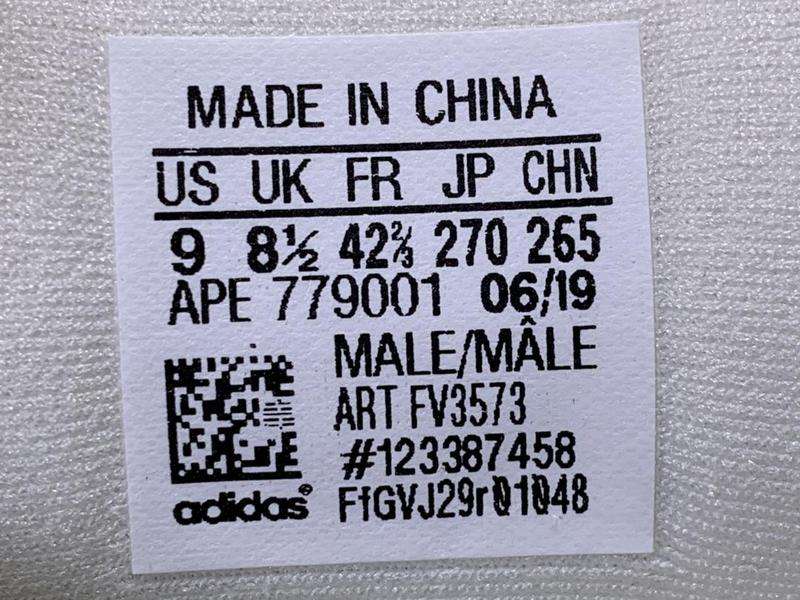 MADE IN CHINA
US UK FR JP CHN
9 8½ 42⅔ 270 265
APE 779001 06/19
MALE/MÂLE
ART FV3573
#123387458
FfGVJ29r01048
adidas®